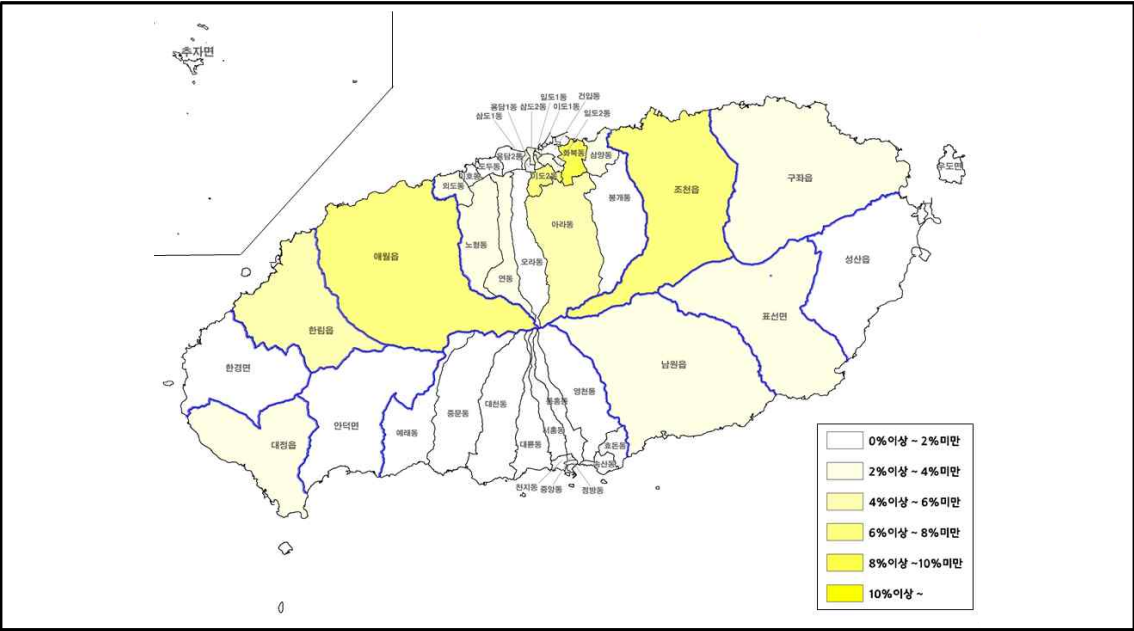 추자면
일도1동
건입동
용담1동
삼도2동
이도1동
삼도1동
일도2동
용담2동
화북동
삼양동
도두동
이호동
이도2동
외도동
우도면
구좌읍
조천읍
봉개동
아라동
노형동
애월읍
오라동
연동
성산읍
한림읍
표선면
남원읍
한경면
영천동
동홍동
대천동
중문동
안덕면
예래동
서홍동
대륜동
효돈동
대정읍
송산동
천지동
중앙동
정방동
0%이상 ~ 2%미만
2%이상 ~ 4%미만
4%이상 ~ 6%미만
6%이상 ~ 8%미만
8%이상 ~10%미만
10%이상 ~